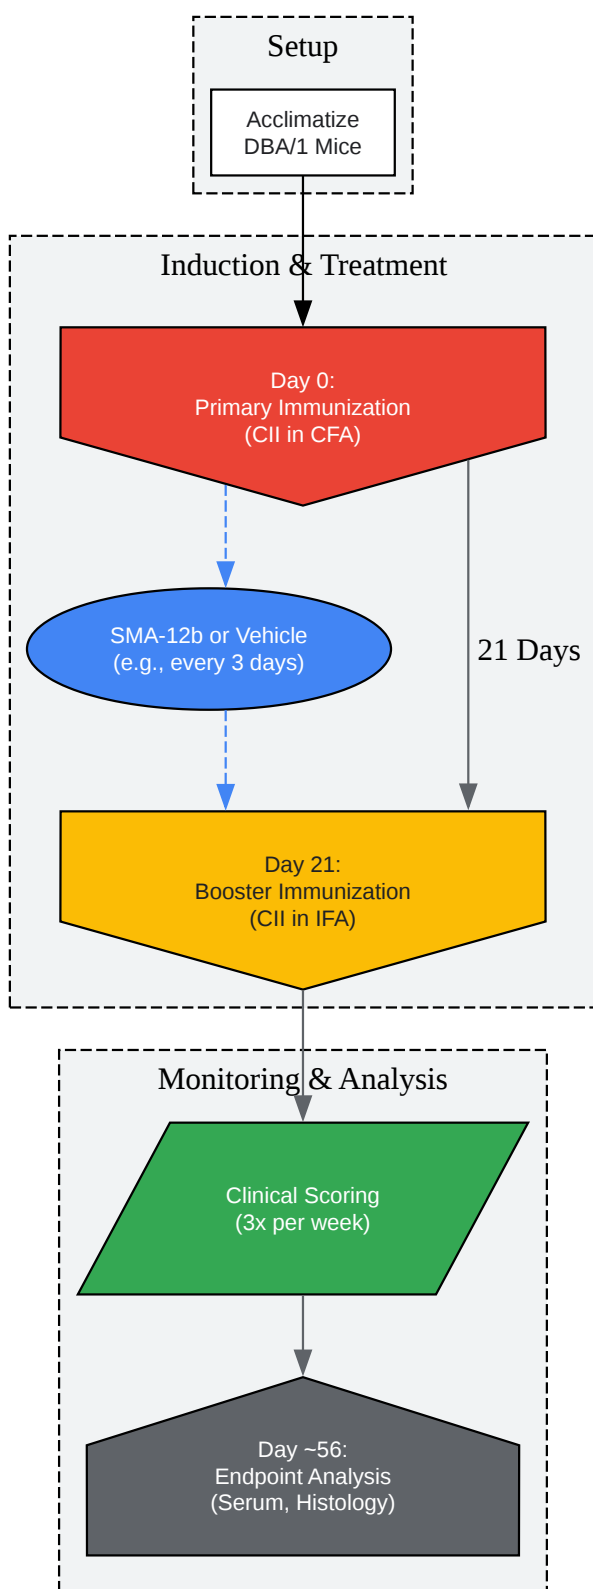 Setup
Acclimatize
DBA/1 Mice
Induction & Treatment
Day 0:
Primary Immunization
(CII in CFA)
SMA-12b or Vehicle
(e.g., every 3 days)
21 Days
Day 21:
Booster Immunization
(CII in IFA)
Monitoring & Analysis
Clinical Scoring
(3x per week)
Day ~56:
Endpoint Analysis
(Serum, Histology)